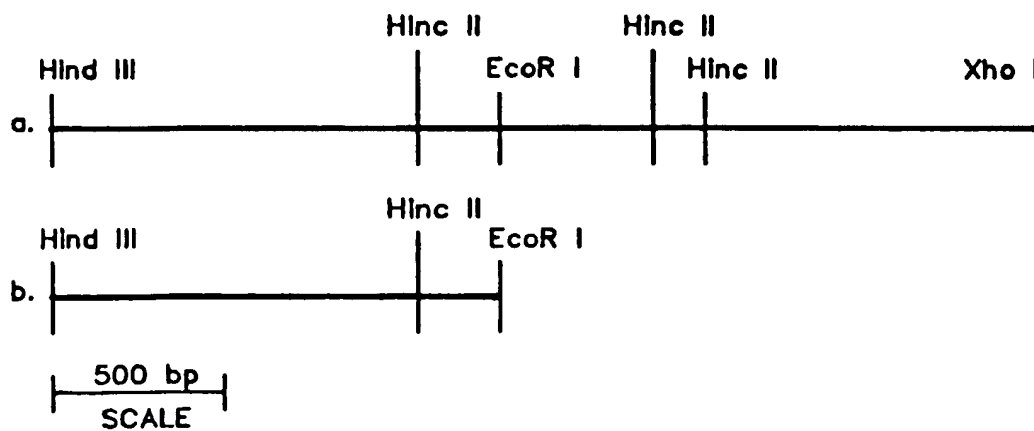 Hinc II Hinc II
Hind III EcoR I Hinc II Xho I
a.
Hinc II
Hind III EcoR I
b.
500 bp
SCALE